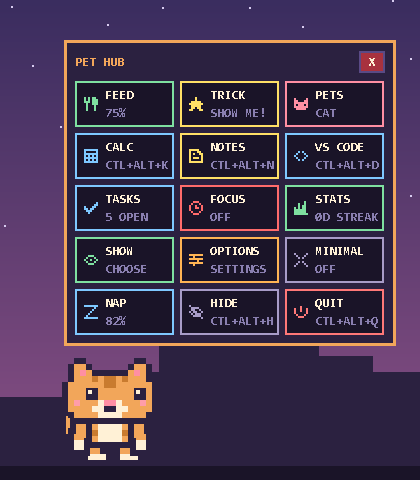 PET HUB
X
FEED
75%
TRICK
SHOW ME!
PETS
CAT
CALC
CTL+ALT+K
NOTES
CTL+ALT+N
VS CODE
CTL+ALT+D
TASKS
5 OPEN
FOCUS
OFF
STATS
0D STREAK
SHOW
CHOOSE
OPTIONS
SETTINGS
MINIMAL
OFF
NAP
82%
HIDE
CTL+ALT+H
QUIT
CTL+ALT+Q